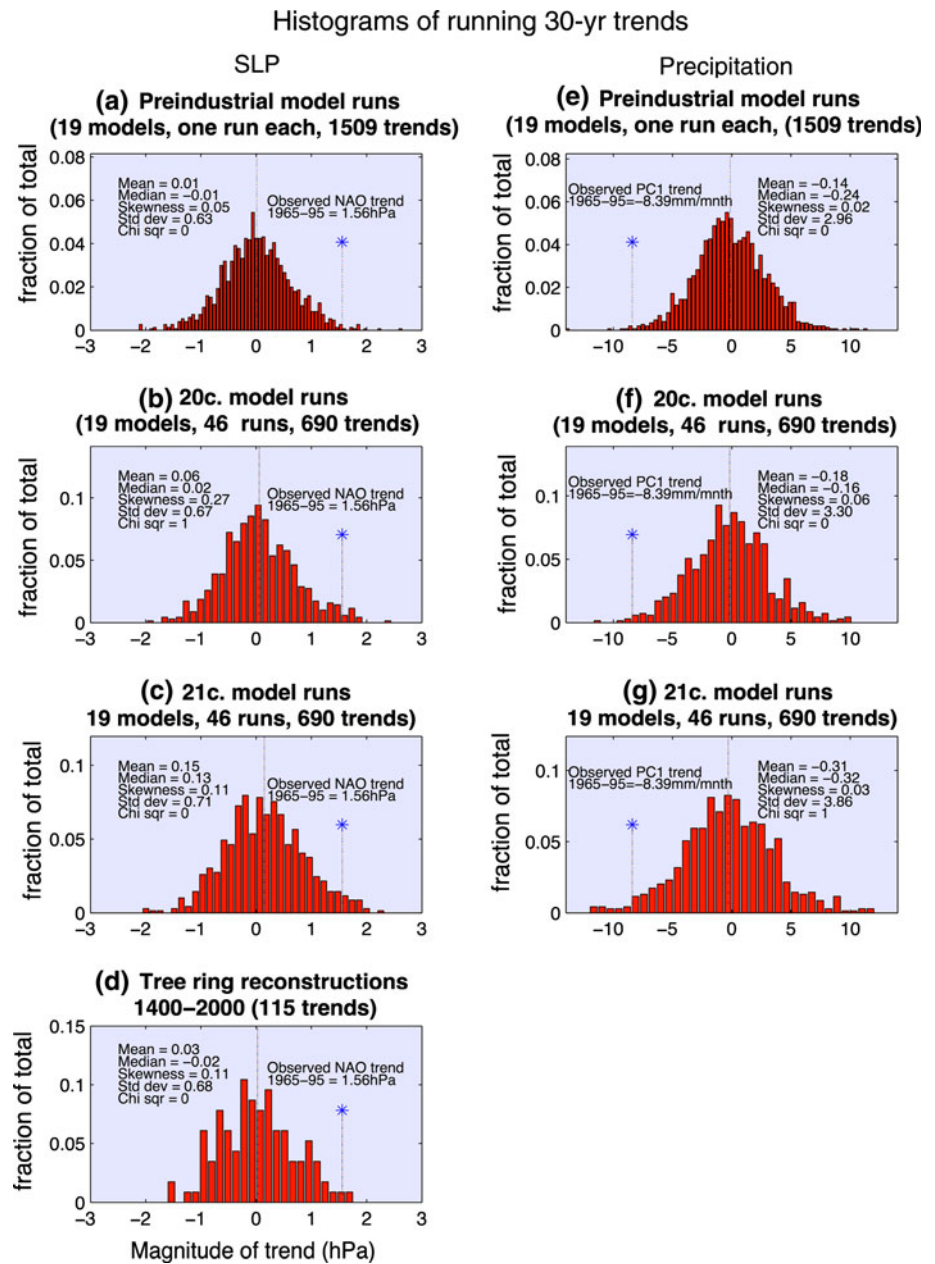 Histograms of running 30-yr trends
SLP
(a) Preindustrial model runs
(19 models, one run each, 1509 trends)
fraction of total
0.08
0.06
0.04
0.02
0
Mean = 0.01
Median = −0.01
Skewness = 0.05
Std dev = 0.63
Chi sqr = 0
Observed NAO trend
1965−95 = 1.56hPa
−3 −2 −1 0 1 2 3
(b) 20c. model runs
(19 models, 46 runs, 690 trends)
fraction of total
0.1
0.05
0
Mean = 0.06
Median = 0.02
Skewness = 0.27
Std dev = 0.67
Chi sqr = 1
Observed NAO trend
1965−95 = 1.56hPa
−3 −2 −1 0 1 2 3
(c) 21c. model runs
19 models, 46 runs, 690 trends)
fraction of total
0.1
0.05
0
Mean = 0.15
Median = 0.13
Skewness = 0.11
Std dev = 0.71
Chi sqr = 0
Observed NAO trend
1965−95 = 1.56hPa
−3 −2 −1 0 1 2 3
(d) Tree ring reconstructions
1400−2000 (115 trends)
fraction of total
0.15
0.1
0.05
0
Mean = 0.03
Median = −0.02
Skewness = 0.11
Std dev = 0.68
Chi sqr = 0
Observed NAO trend
1965−95 = 1.56hPa
−3 −2 −1 0 1 2 3
Magnitude of trend (hPa)
Precipitation
(e) Preindustrial model runs
(19 models, one run each, (1509 trends)
fraction of total
0.08
0.06
0.04
0.02
0
Observed PC1 trend
1965−95=−8.39mm/mnth
Mean = −0.14
Median = −0.24
Skewness = 0.02
Std dev = 2.96
Chi sqr = 0
−10 −5 0 5 10
(f) 20c. model runs
(19 models, 46 runs, 690 trends)
fraction of total
0.1
0.05
0
Observed PC1 trend
1965−95=−8.39mm/mnth
Mean = −0.18
Median = −0.16
Skewness = 0.06
Std dev = 3.30
Chi sqr = 0
−10 −5 0 5 10
(g) 21c. model runs
19 models, 46 runs, 690 trends)
fraction of total
0.1
0.05
0
Observed PC1 trend
1965−95=−8.39mm/mnth
Mean = −0.31
Median = −0.32
Skewness = 0.03
Std dev = 3.86
Chi sqr = 1
−10 −5 0 5 10